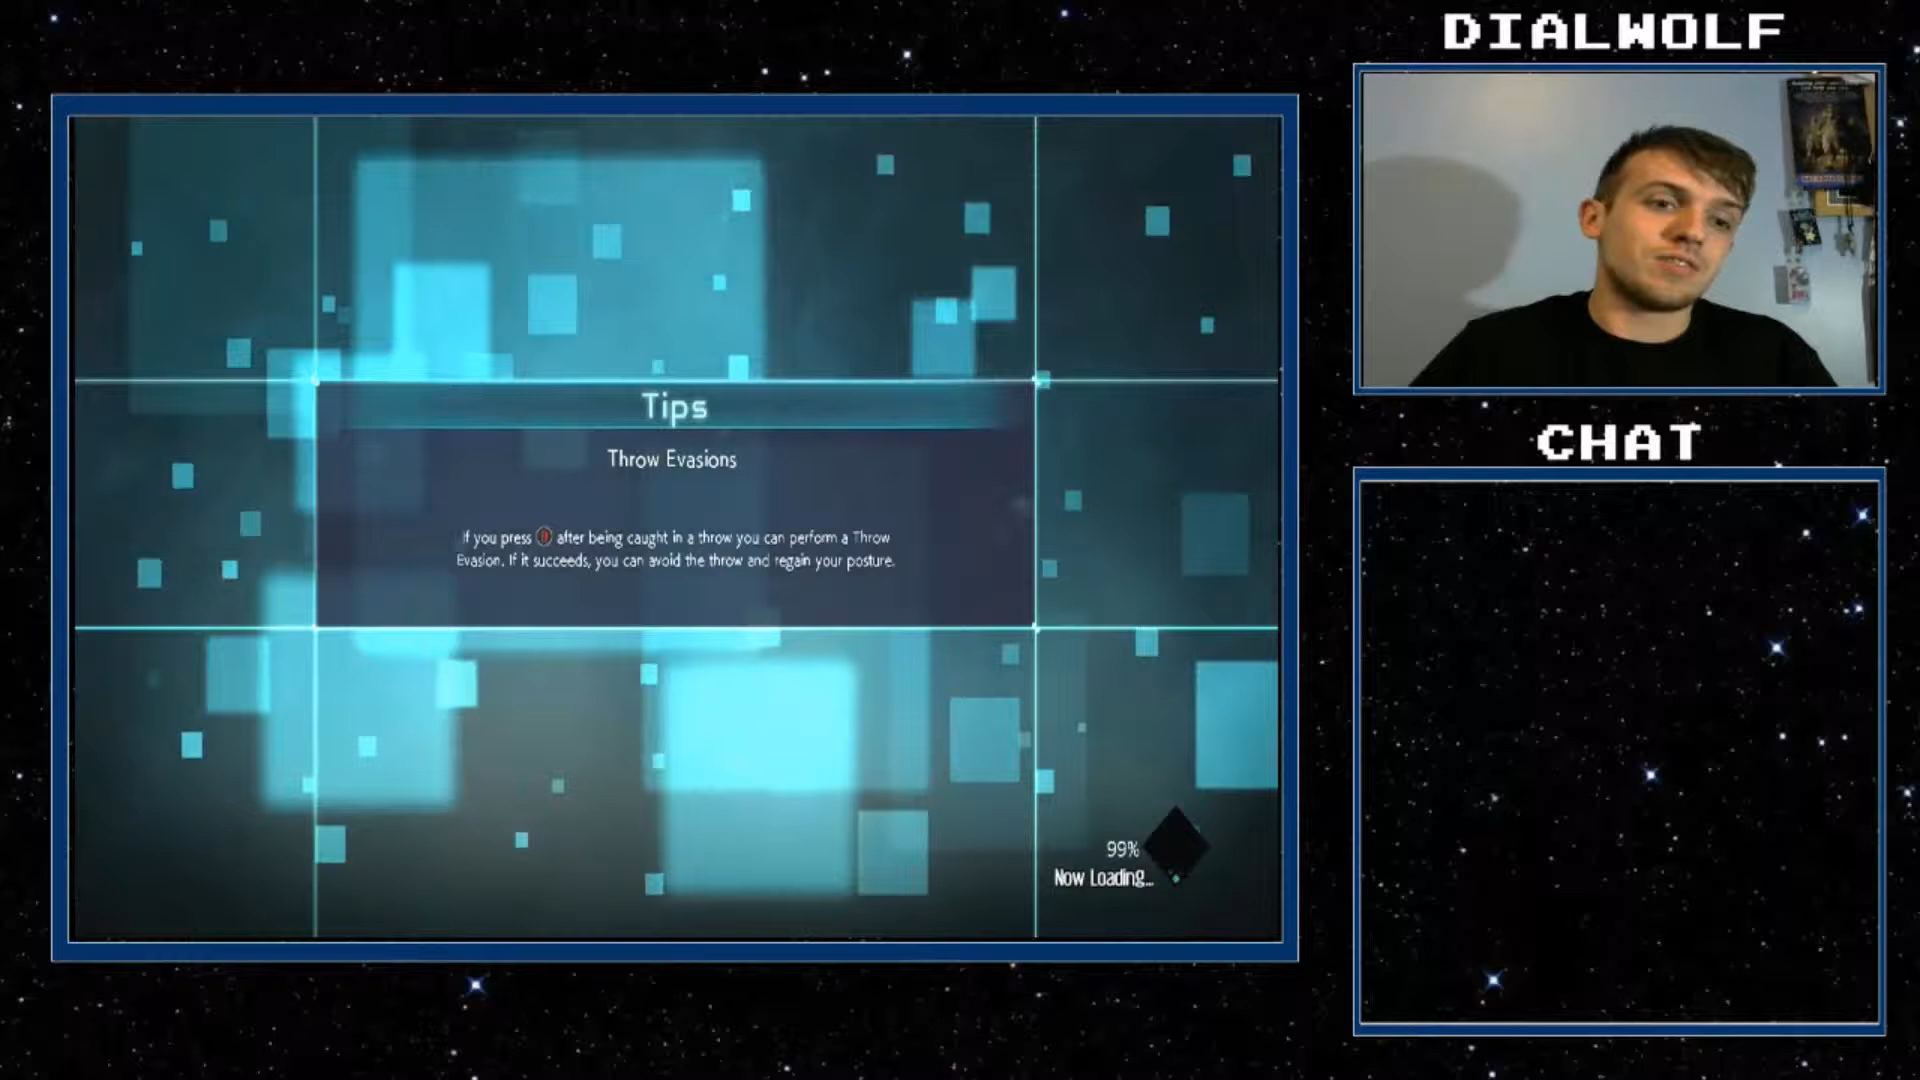 DIALWOLF
CHAT
Tips
Throw Evasions
If you press B after being caught in a throw you can perform a Throw
Evasion. If it succeeds, you can avoid the throw and regain your posture.
99%
Now Loading...